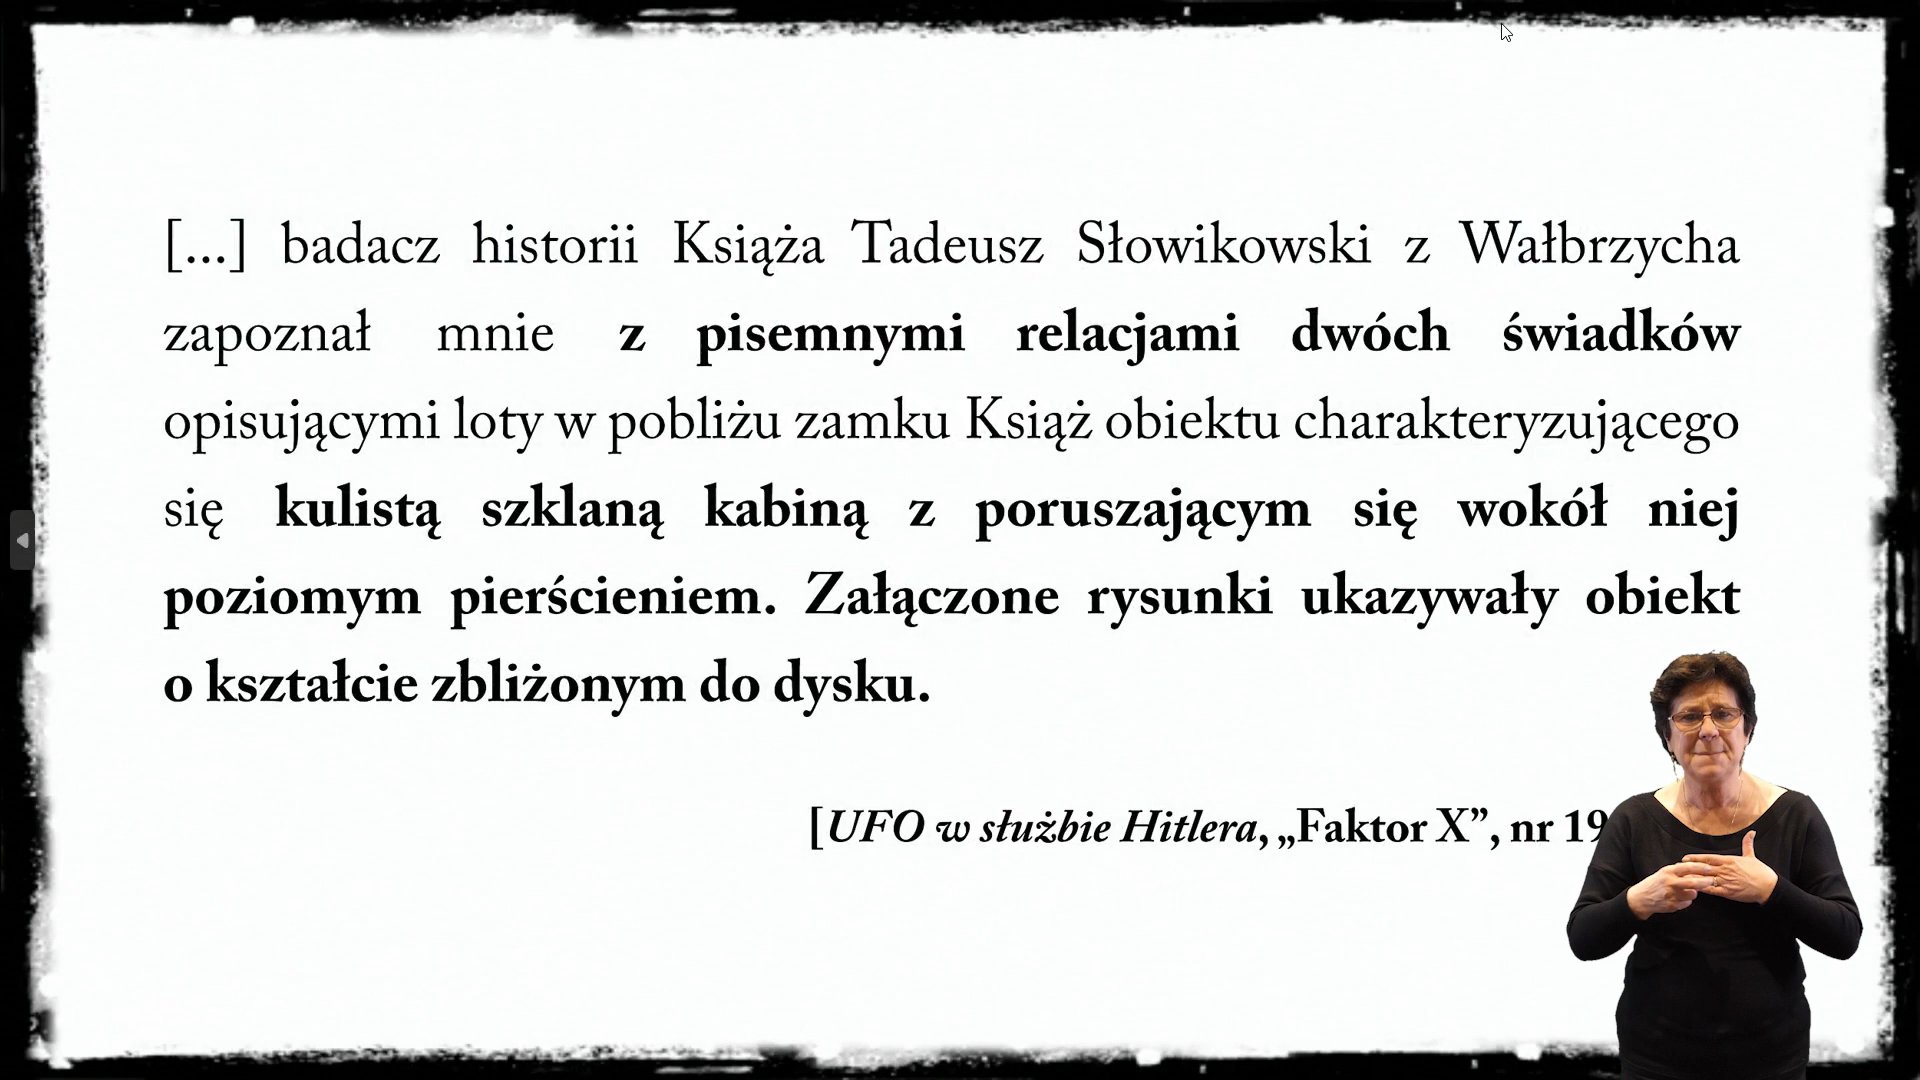 [...] badacz historii Książa Tadeusz Słowikowski z Wałbrzycha
zapoznał mnie z pisemnymi relacjami dwóch świadków
opisującymi loty w pobliżu zamku Książ obiektu charakteryzującego
się kulistą szklaną kabiną z poruszającym się wokół niej
poziomym pierścieniem. Załączone rysunki ukazywały obiekt
o kształcie zbliżonym do dysku.
[UFO w służbie Hitlera, „Faktor X”, nr